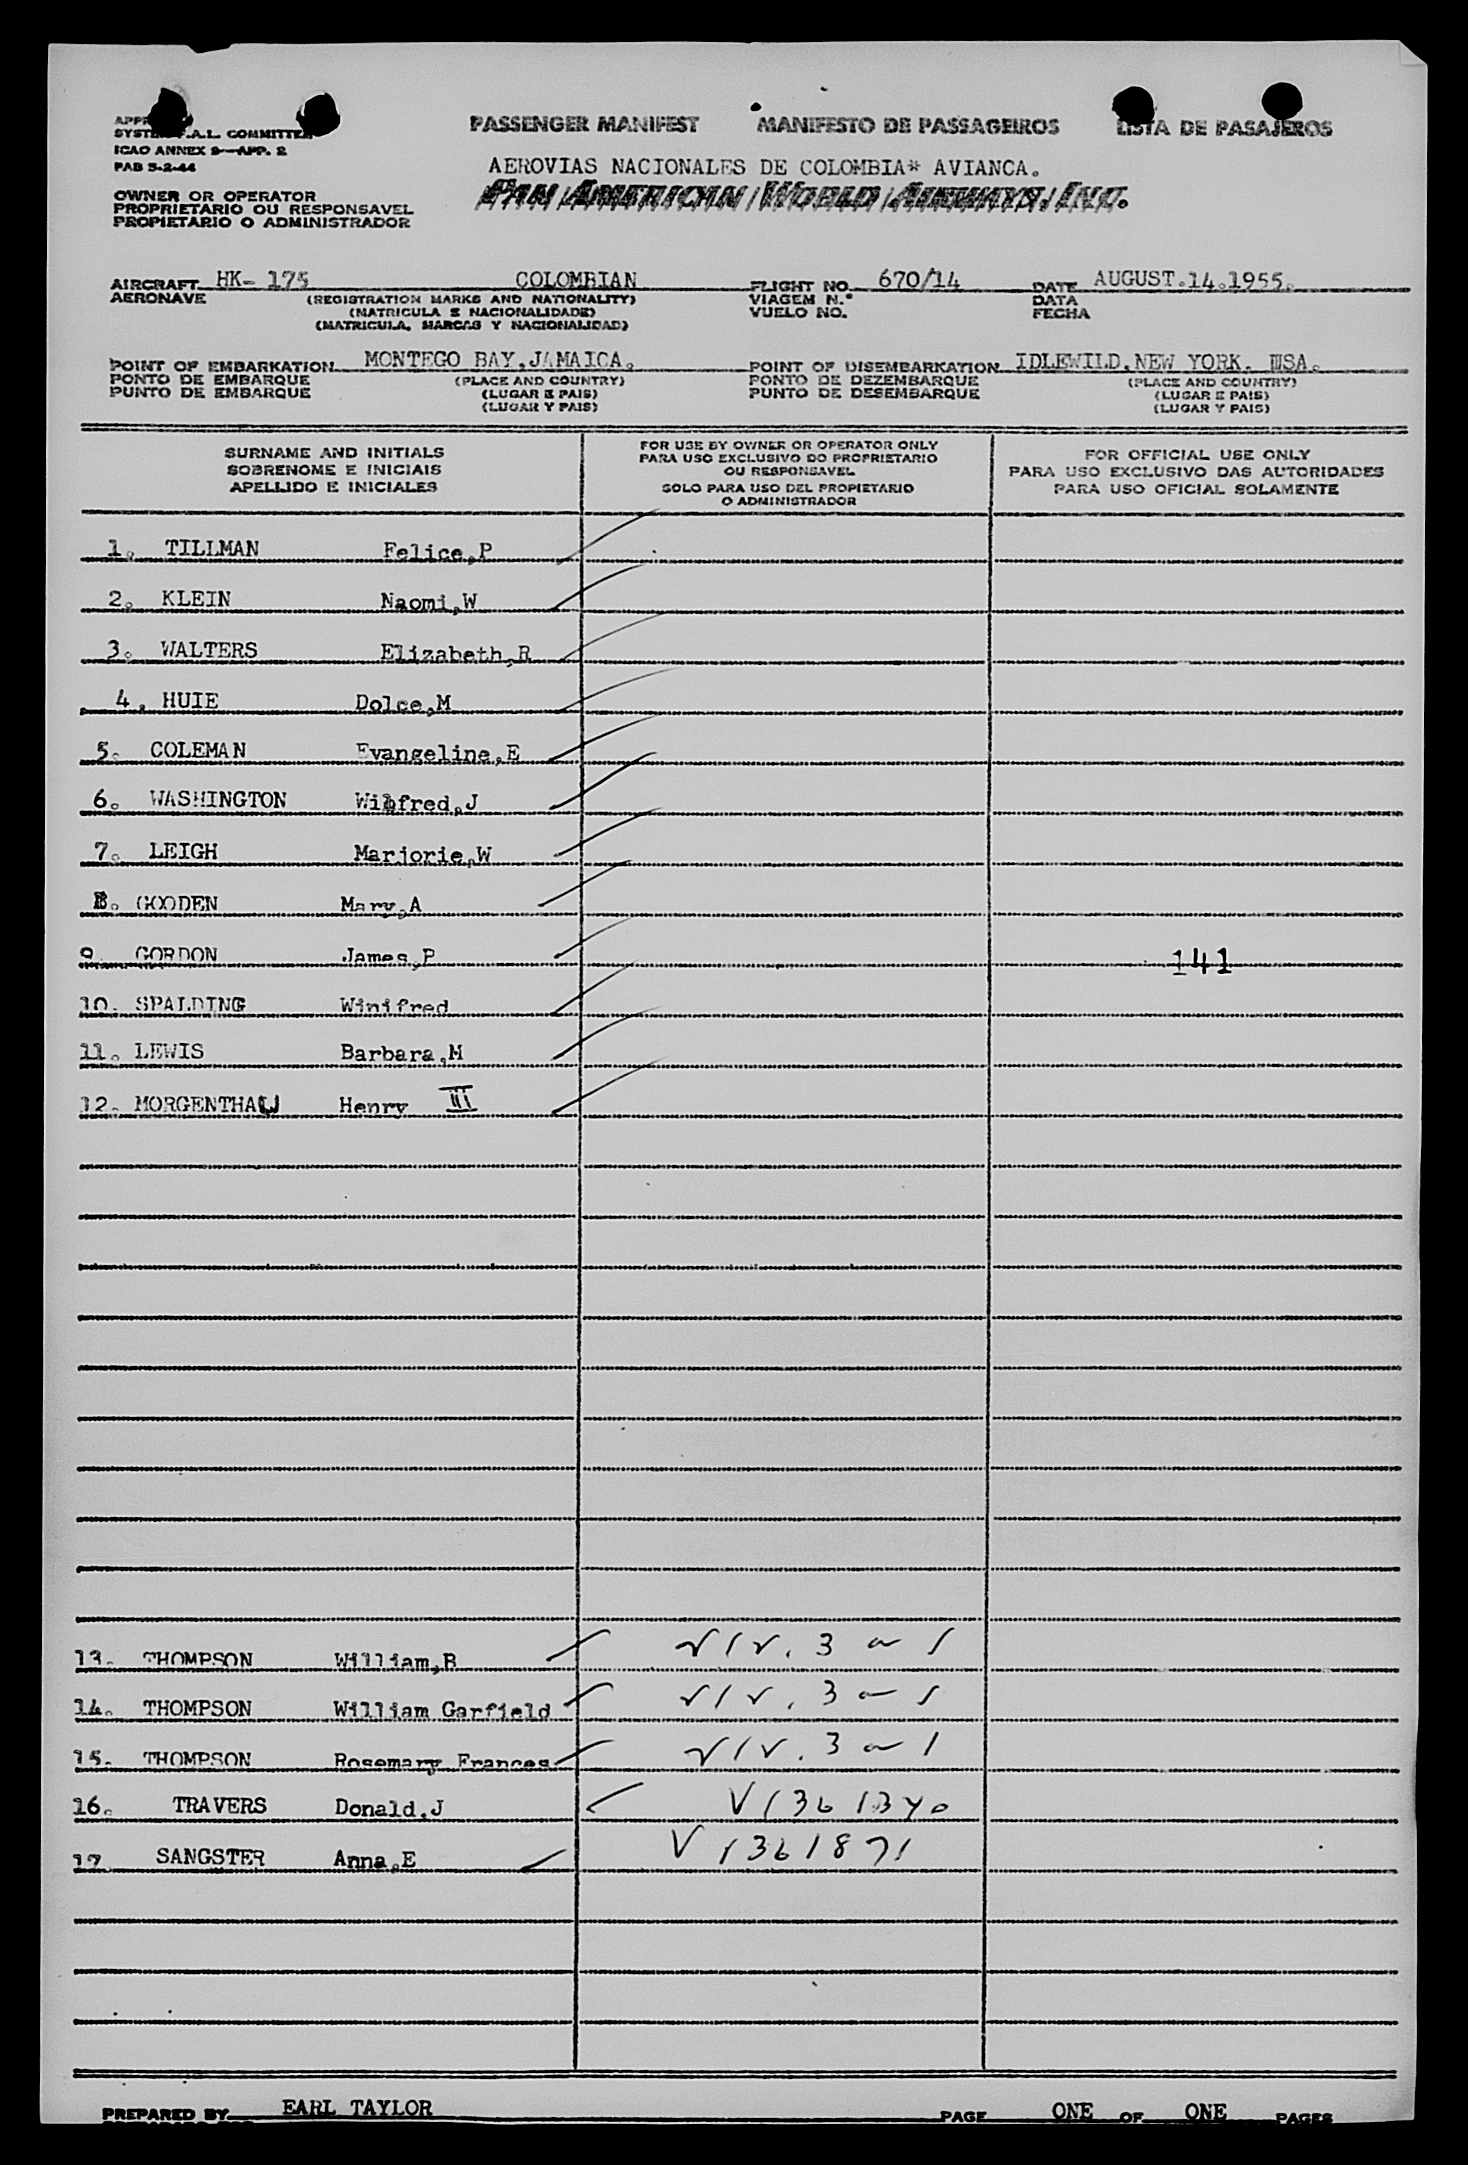 PASSENGER MANIFEST MANIFESTO DE PASSAGEIROS LISTA DE PASAJEROS
SYSTEM F.A.L. COMMITTEE
ICAO ANNEX 9—APP. 2
PAB 5-2-44
AEROVIAS NACIONALES DE COLOMBIA* AVIANCA.
PAN AMERICAN WORLD AIRWAYS, INC.
OWNER OR OPERATOR
PROPRIETARIO OU RESPONSAVEL
PROPIETARIO O ADMINISTRADOR
AIRCRAFT HK- 175 COLOMBIAN FLIGHT NO. 670/14 DATE AUGUST.14.1955.
AERONAVE (REGISTRATION MARKS AND NATIONALITY) VIAGEM N.° DATA
(MATRICULA E NACIONALIDADE) VUELO NO. FECHA
(MATRICULA, MARCAS Y NACIONALIDAD)
POINT OF EMBARKATION MONTEGO BAY,JAMAICA. POINT OF DISEMBARKATION IDLEWILD.NEW YORK. USA.
PONTO DE EMBARQUE (PLACE AND COUNTRY) PONTO DE DEZEMBARQUE (PLACE AND COUNTRY)
PUNTO DE EMBARQUE (LUGAR E PAIS) PUNTO DE DESEMBARQUE (LUGAR E PAIS)
(LUGAR Y PAIS) (LUGAR Y PAIS)
SURNAME AND INITIALS
SOBRENOME E INICIAIS
APELLIDO E INICIALES
FOR USE BY OWNER OR OPERATOR ONLY
PARA USO EXCLUSIVO DO PROPRIETARIO
OU RESPONSAVEL
SOLO PARA USO DEL PROPIETARIO
O ADMINISTRADOR
FOR OFFICIAL USE ONLY
PARA USO EXCLUSIVO DAS AUTORIDADES
PARA USO OFICIAL SOLAMENTE
1. TILLMAN Felice,P
2. KLEIN Naomi,W
3. WALTERS Elizabeth,R
4. HUIE Dolce,M
5. COLEMAN Evangeline,E
6. WASHINGTON Wilfred,J
7. LEIGH Marjorie,W
8. GOODEN Mary,A
9. GORDON James,P 141
10. SPALDING Winifred
11. LEWIS Barbara,M
12. MORGENTHAU Henry III
13. THOMPSON William,B
14. THOMPSON William Garfield
15. THOMPSON Rosemary Frances
16. TRAVERS Donald.J V1361340
17. SANGSTER Anna,E V1361871
PREPARED BY EARL TAYLOR PAGE ONE OF ONE PAGES